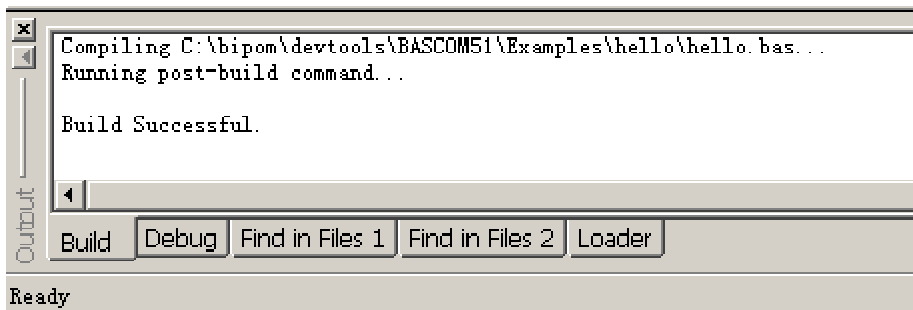 Compiling C:\bipom\devtools\BASCOM51\Examples\hello\hello.bas...
Running post-build command...
Build Successful.
Output
Build Debug Find in Files 1 Find in Files 2 Loader
Ready